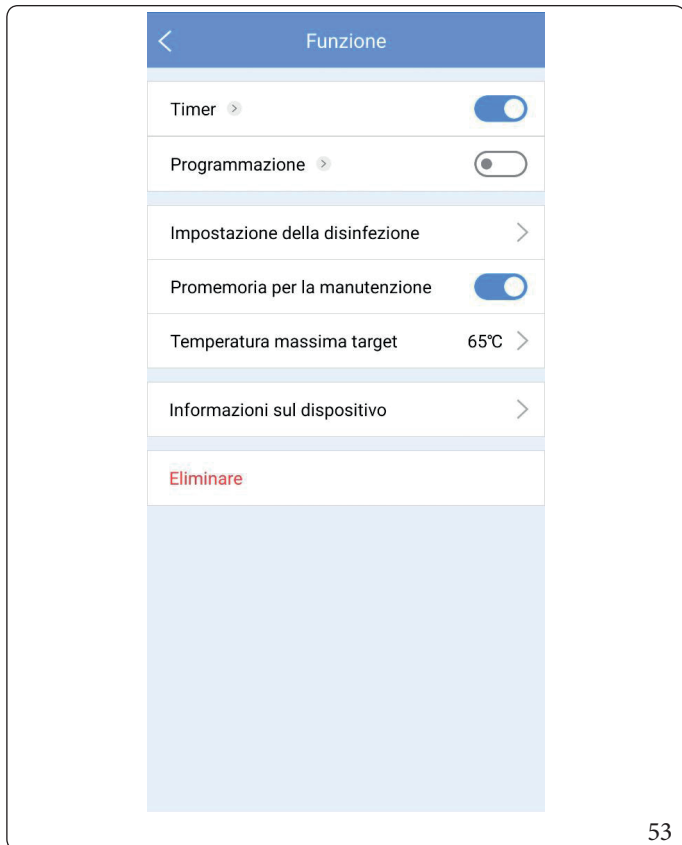 Funzione
Timer
Programmazione
Impostazione della disinfezione
Promemoria per la manutenzione
Temperatura massima target 65℃
Informazioni sul dispositivo
Eliminare
53